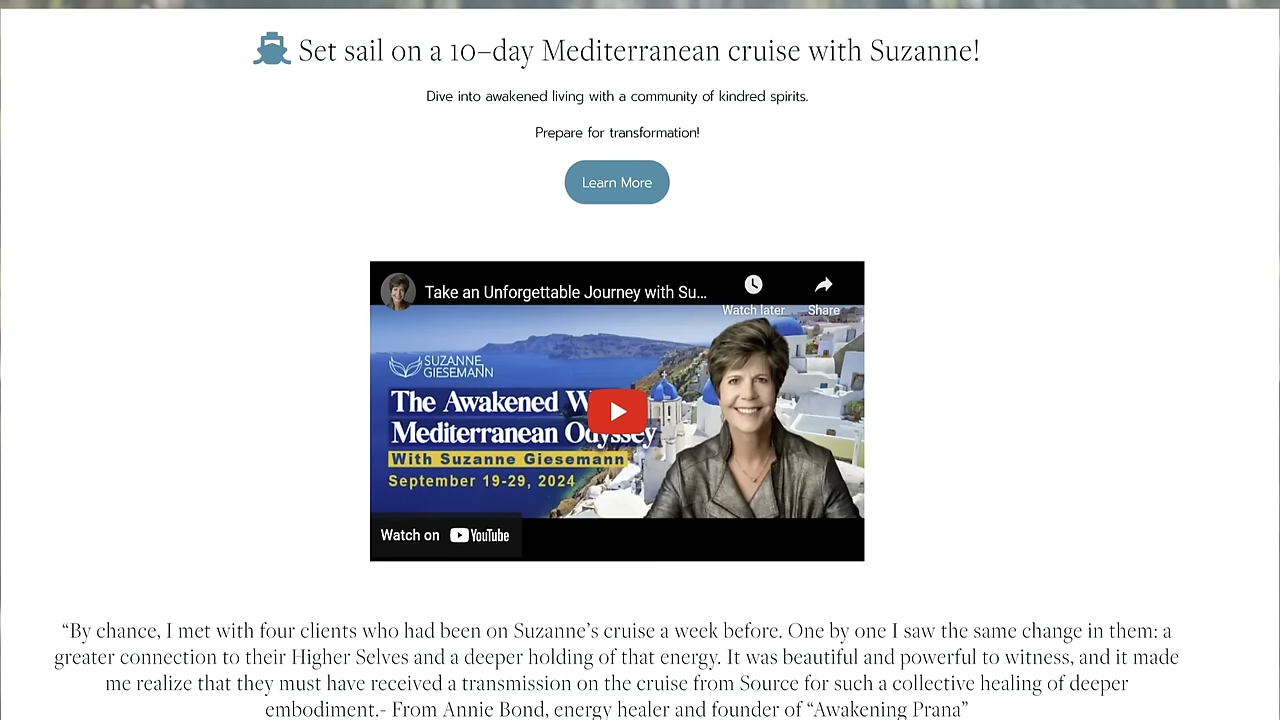 Set sail on a 10-day Mediterranean cruise with Suzanne!
Dive into awakened living with a community of kindred spirits.
Prepare for transformation!
Learn More
Take an Unforgettable Journey with Su...
Watch later
Share
SUZANNE
GIESEMANN
The Awakened W
Mediterranean Odyssey
With Suzanne Giesemann
September 19-29, 2024
Watch on YouTube
“By chance, I met with four clients who had been on Suzanne’s cruise a week before. One by one I saw the same change in them: a
greater connection to their Higher Selves and a deeper holding of that energy. It was beautiful and powerful to witness, and it made
me realize that they must have received a transmission on the cruise from Source for such a collective healing of deeper
embodiment.- From Annie Bond, energy healer and founder of “Awakening Prana”